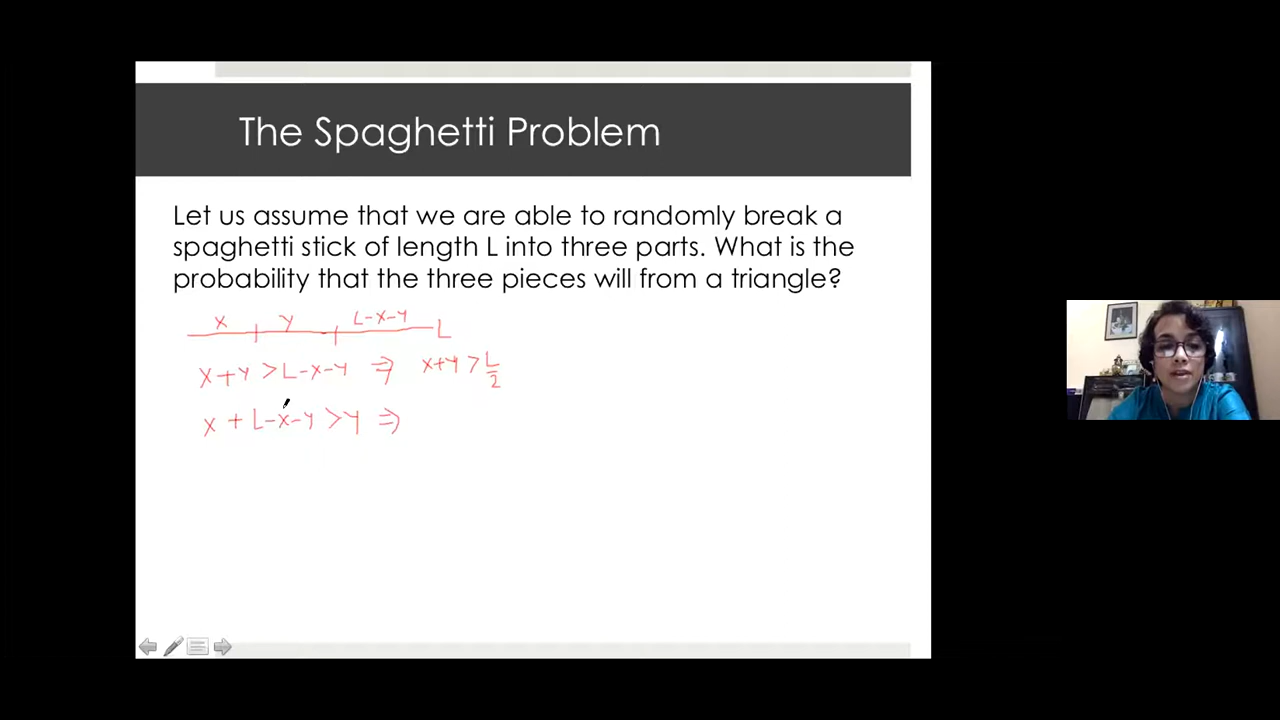 The Spaghetti Problem
Let us assume that we are able to randomly break a
spaghetti stick of length L into three parts. What is the
probability that the three pieces will from a triangle?
x y L-x-y L
x+y > L-x-y ⇒ x+y > L/2
x + L-x-y > y ⇒